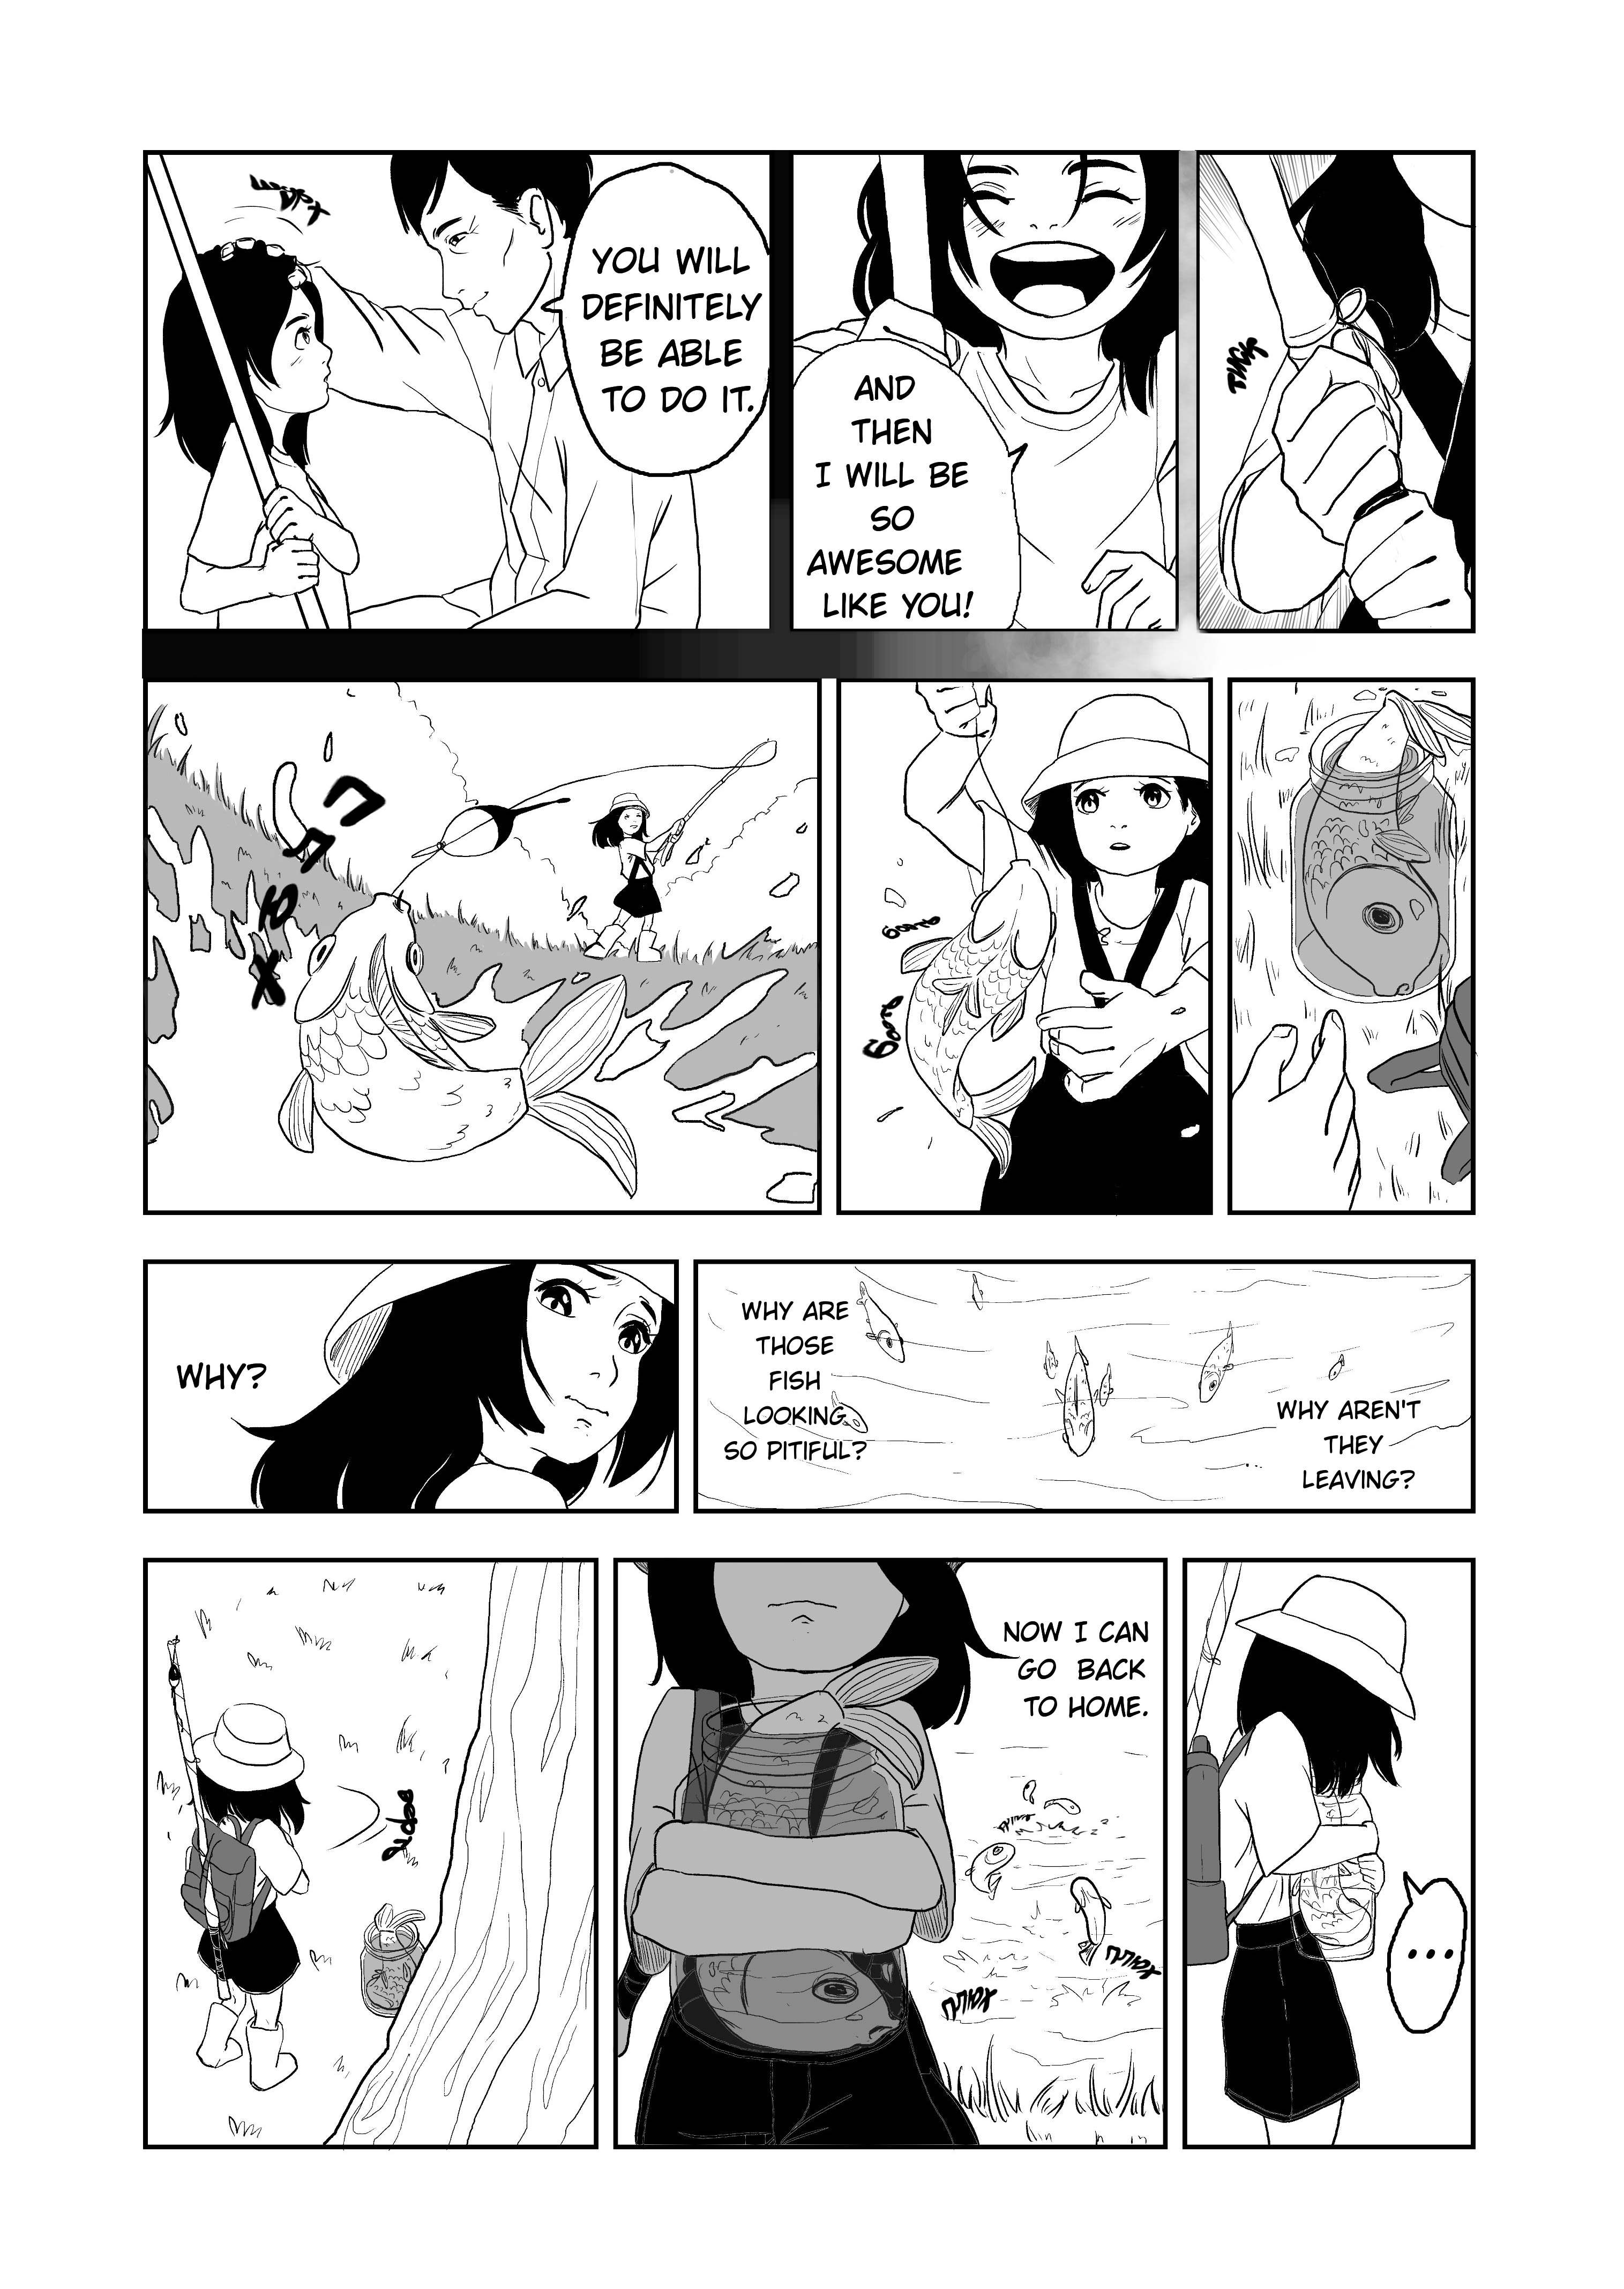 YOU WILL
DEFINITELY
BE ABLE
TO DO IT.
AND
THEN
I WILL BE
SO
AWESOME
LIKE YOU!
WHY?
WHY ARE
THOSE
FISH
LOOKING
SO PITIFUL?
WHY AREN'T
THEY
LEAVING?
NOW I CAN
GO BACK
TO HOME.
...